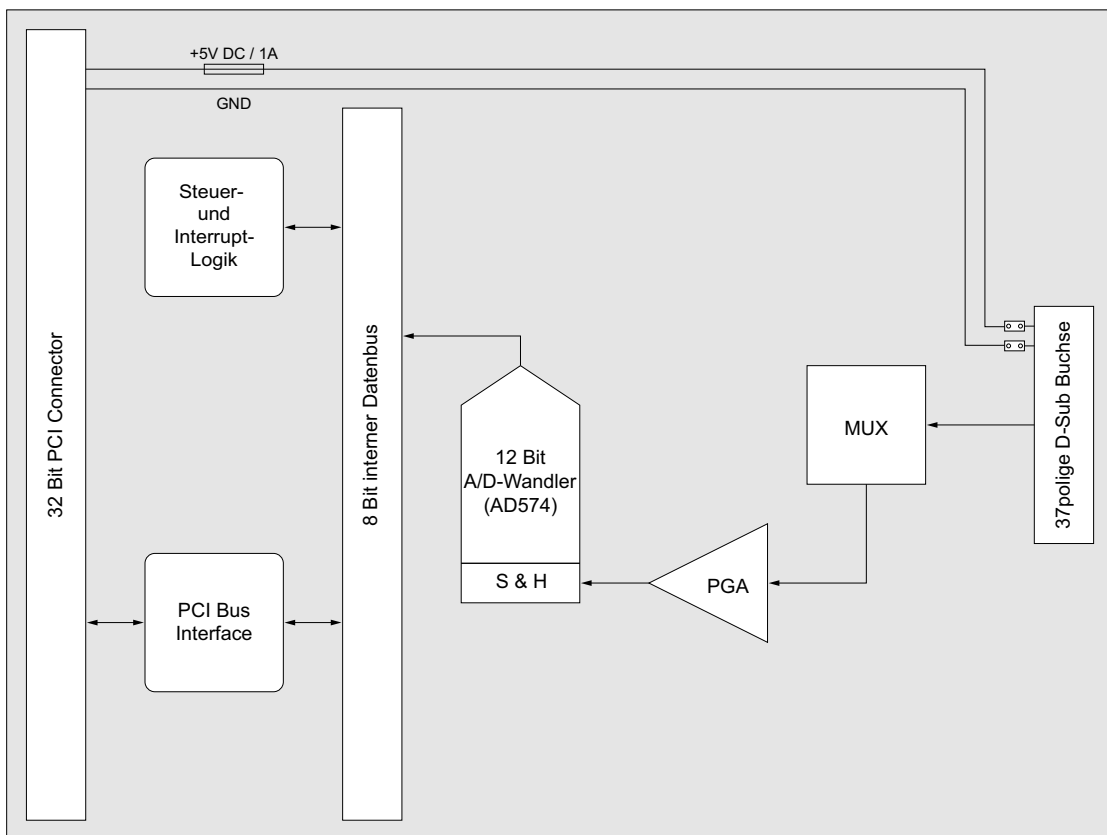 +5V DC / 1A
GND
32 Bit PCI Connector
Steuer-
und
Interrupt-
Logik
PCI Bus
Interface
8 Bit interner Datenbus
12 Bit
A/D-Wandler
(AD574)
S & H
PGA
MUX
37polige D-Sub Buchse